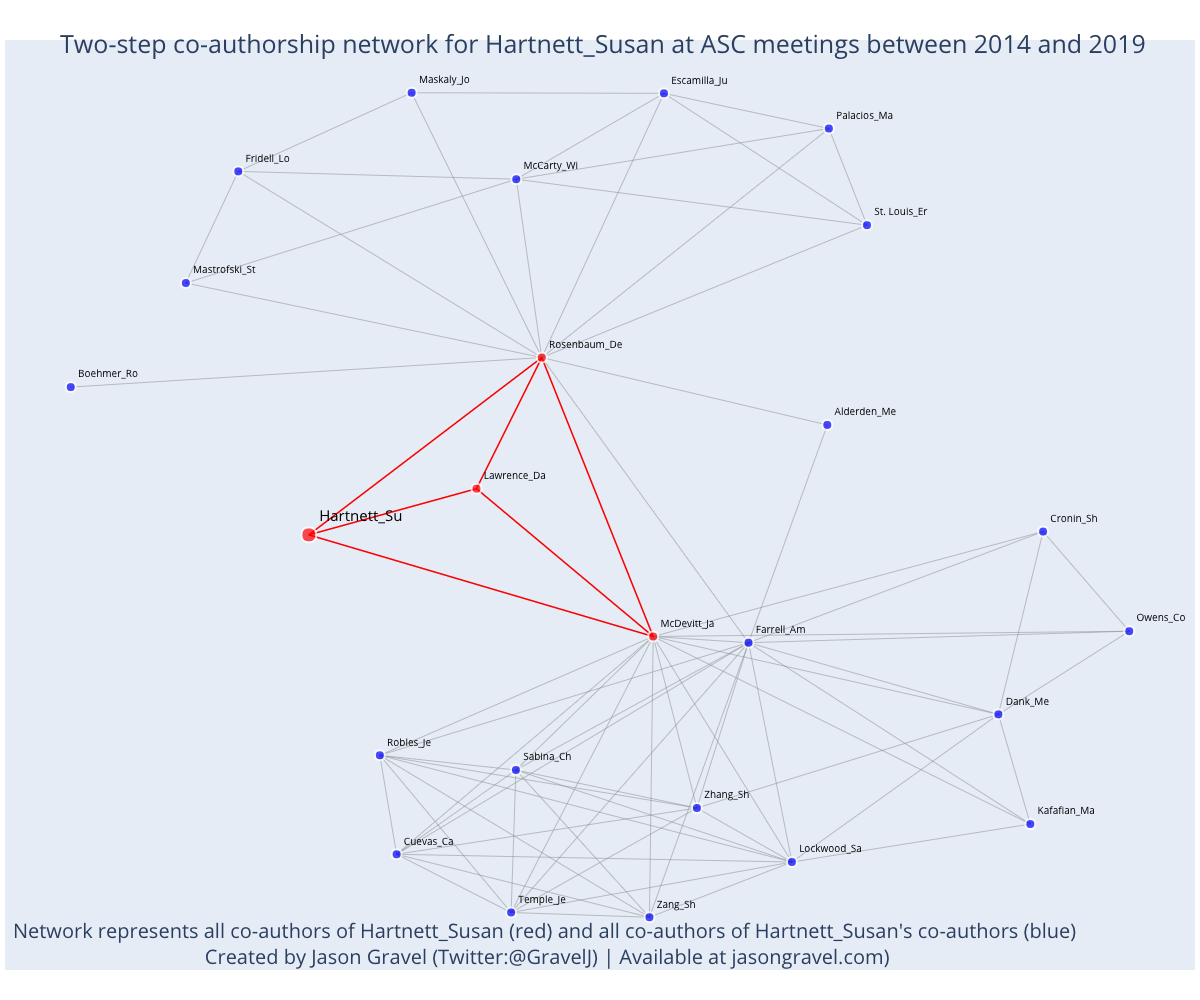 Two-step co-authorship network for Hartnett_Susan at ASC meetings between 2014 and 2019
Maskaly_Jo
Escamilla_Ju
Palacios_Ma
Fridell_Lo
McCarty_Wi
St. Louis_Er
Mastrofski_St
Rosenbaum_De
Boehmer_Ro
Alderden_Me
Lawrence_Da
Hartnett_Su
Cronin_Sh
McDevitt_Ja
Farrell_Am
Owens_Co
Dank_Me
Robles_Je
Sabina_Ch
Zhang_Sh
Kafafian_Ma
Cuevas_Ca
Lockwood_Sa
Temple_Je
Zang_Sh
Network represents all co-authors of Hartnett_Susan (red) and all co-authors of Hartnett_Susan's co-authors (blue)
Created by Jason Gravel (Twitter:@GravelJ) | Available at jasongravel.com)